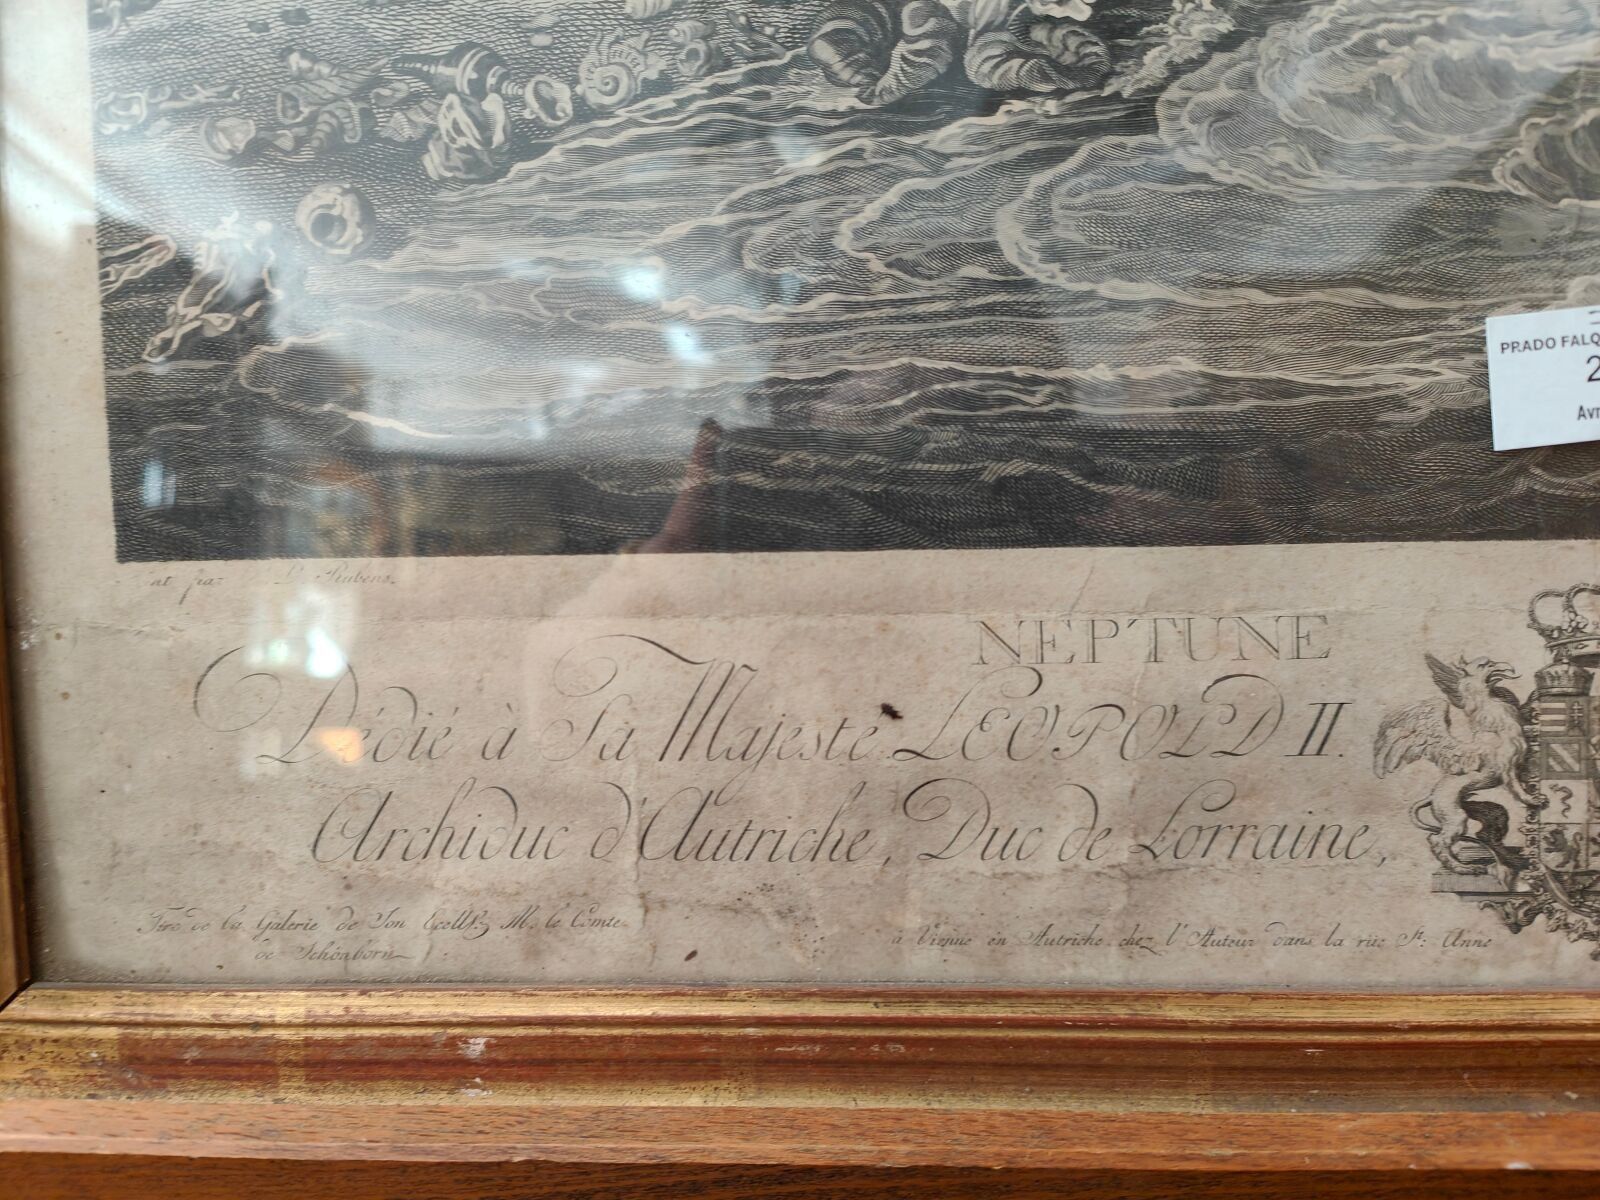 PRADO FALQ
2
Avr
par Rubens.
NEPTUNE
Dédié à Sa Majesté LEOPOLD II.
Archiduc d'Autriche, Duc de Lorraine,
Tiré de la Galerie de Son Excell. M. le Comte
de Schönborn
à Vienne en Autriche chez l'Auteur dans la rüe St: Anne